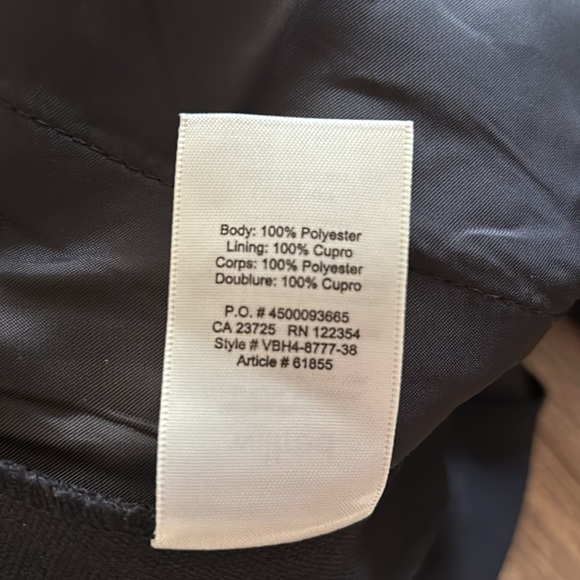 Body: 100% Polyester
Lining: 100% Cupro
Corps: 100% Polyester
Doublure: 100% Cupro
P.O. # 4500093665
CA 23725 RN 122354
Style # VBH4-8777-38
Article # 61855